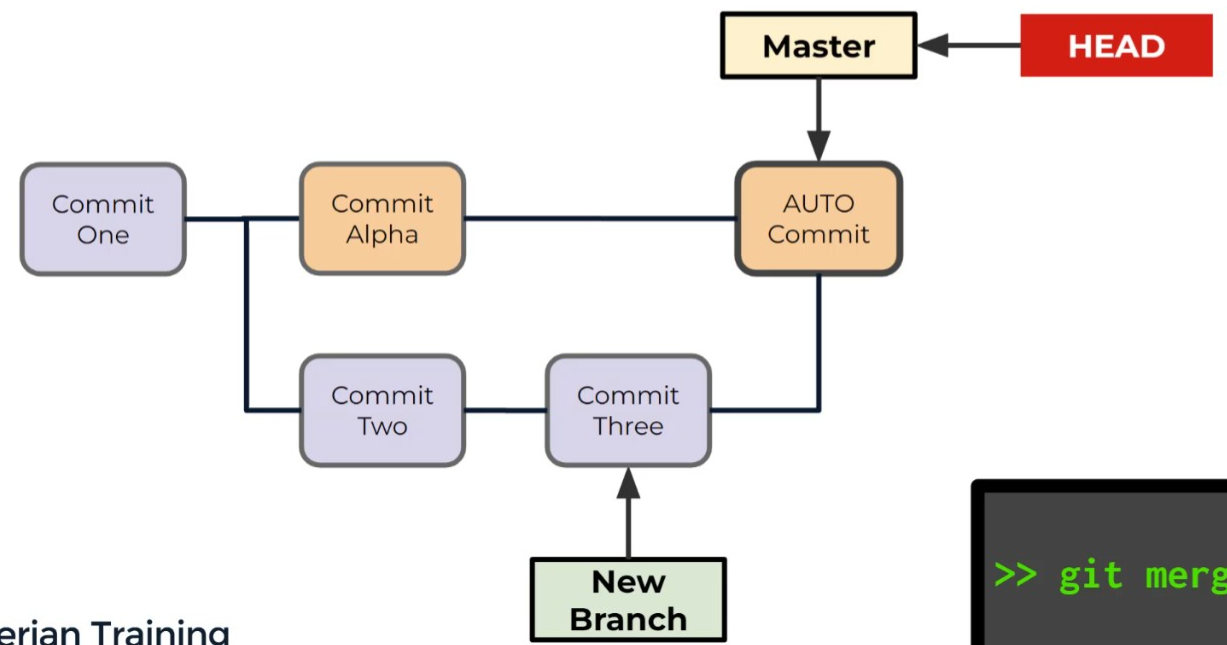 Master
HEAD
Commit
One
Commit
Alpha
AUTO
Commit
Commit
Two
Commit
Three
New
Branch
>> git merg
erian Training